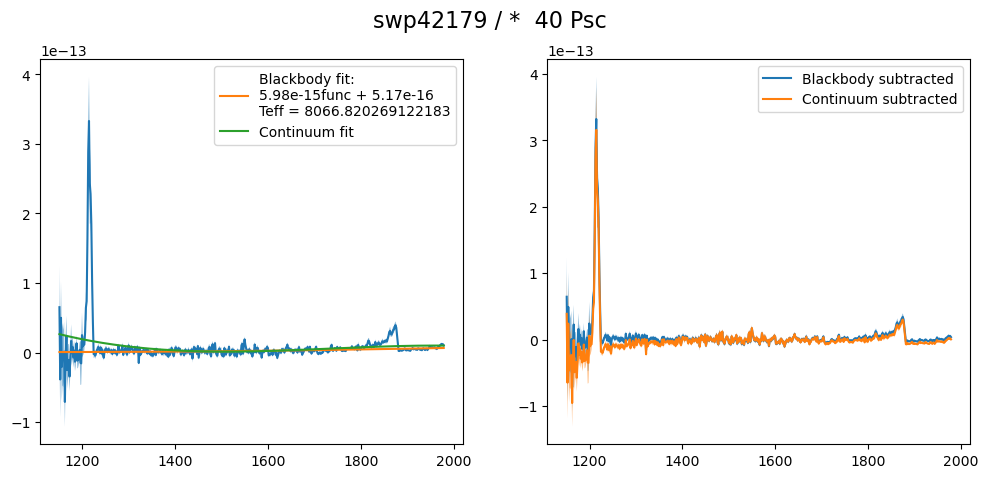 swp42179 / *  40 Psc
1e−13
4
3
2
1
0
−1
1200
1400
1600
1800
2000
Blackbody fit:
5.98e-15func + 5.17e-16
Teff = 8066.820269122183
Continuum fit
1e−13
4
3
2
1
0
−1
1200
1400
1600
1800
2000
Blackbody subtracted
Continuum subtracted